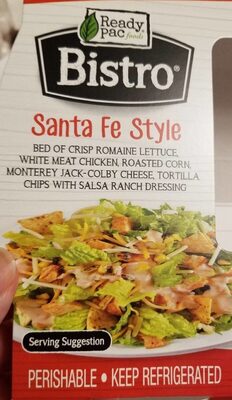 Ready
Pac
foods
Bistro®
Santa Fe Style
BED OF CRISP ROMAINE LETTUCE,
WHITE MEAT CHICKEN, ROASTED CORN,
MONTEREY JACK-COLBY CHEESE, TORTILLA
CHIPS WITH SALSA RANCH DRESSING
Serving Suggestion
PERISHABLE • KEEP REFRIGERATED